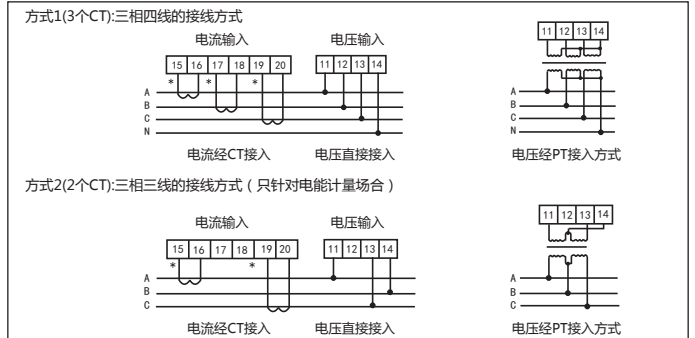 方式1(3个CT):三相四线的接线方式
电流输入 电压输入
15 16 17 18 19 20 11 12 13 14 11 12 13 14
* * *
A A
B B
C C
N N
电流经CT接入 电压直接接入 电压经PT接入方式
方式2(2个CT):三相三线的接线方式（只针对电能计量场合）
电流输入 电压输入
15 16 17 18 19 20 11 12 13 14 11 12 13 14
* *
A A
B B
C C
电流经CT接入 电压直接接入 电压经PT接入方式